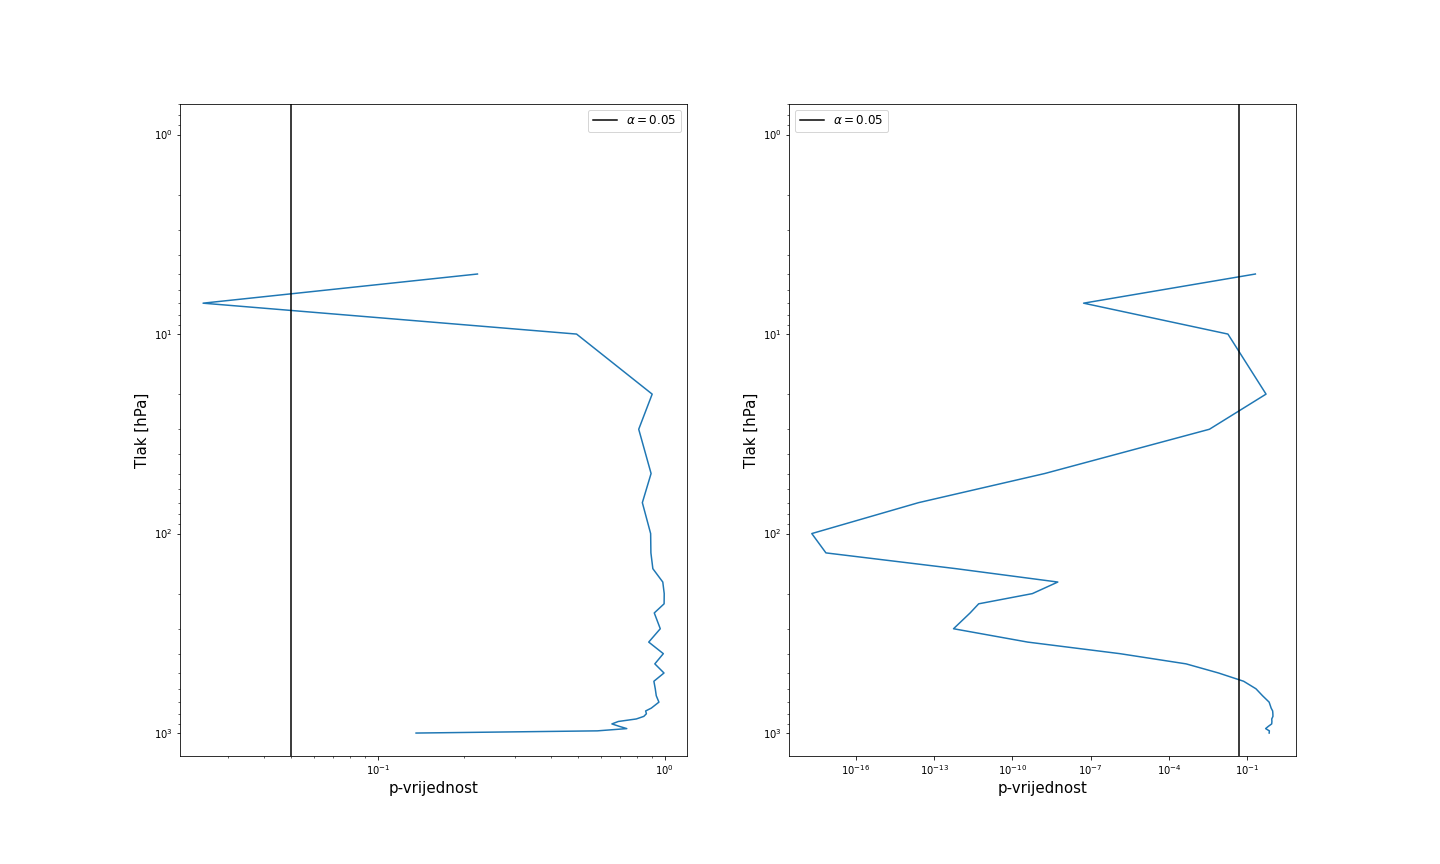 α = 0.05
10⁰
10¹
10²
10³
Tlak [hPa]
10⁻¹
10⁰
p-vrijednost
α = 0.05
10⁰
10¹
10²
10³
Tlak [hPa]
10⁻¹⁶
10⁻¹³
10⁻¹⁰
10⁻⁷
10⁻⁴
10⁻¹
p-vrijednost